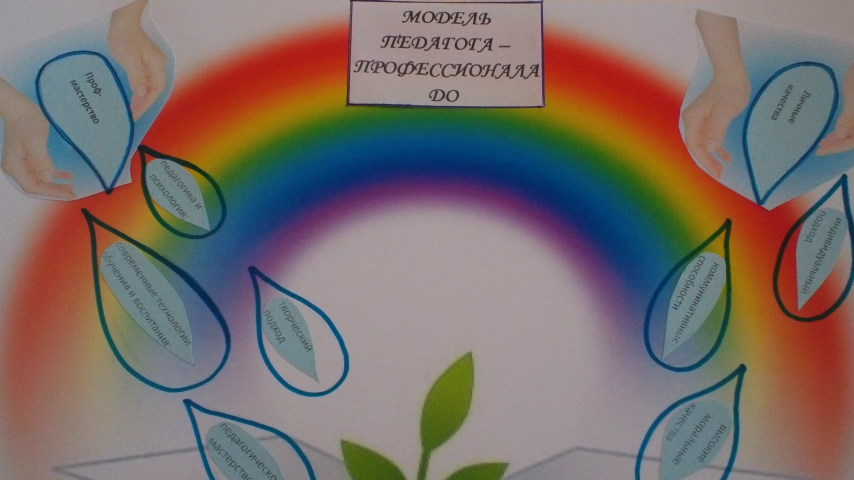 МОДЕЛЬ
ПЕДАГОГА –
ПРОФЕССИОНАЛА
ДО
Проф-
мастерство
Личные
качества
педагогика и
психология
современные технологии
обучения и воспитания
творческий
подход
педагогическое
мастерство
индивидуальный
подход
коммуникативные
способности
высокие
моральные
качества